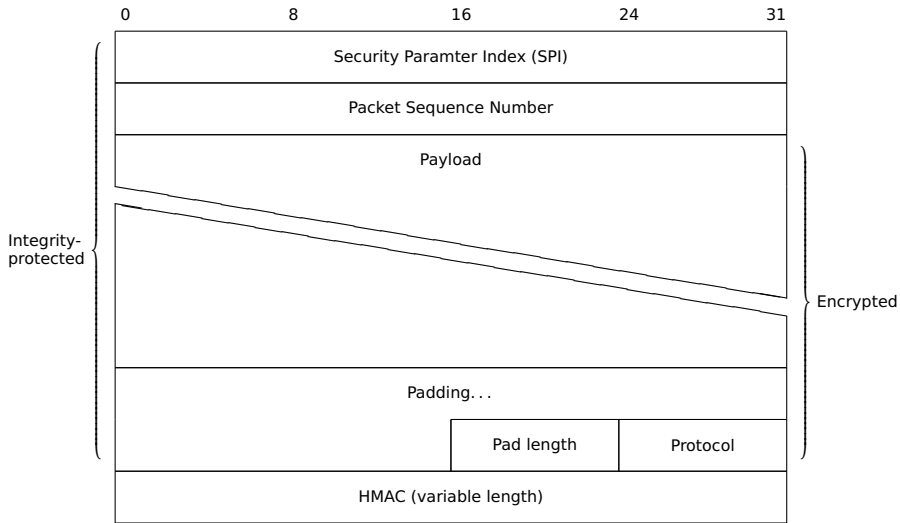 0 8 16 24 31
Security Paramter Index (SPI)
Packet Sequence Number
Payload
Integrity-
protected
Encrypted
Padding. . .
Pad length Protocol
HMAC (variable length)